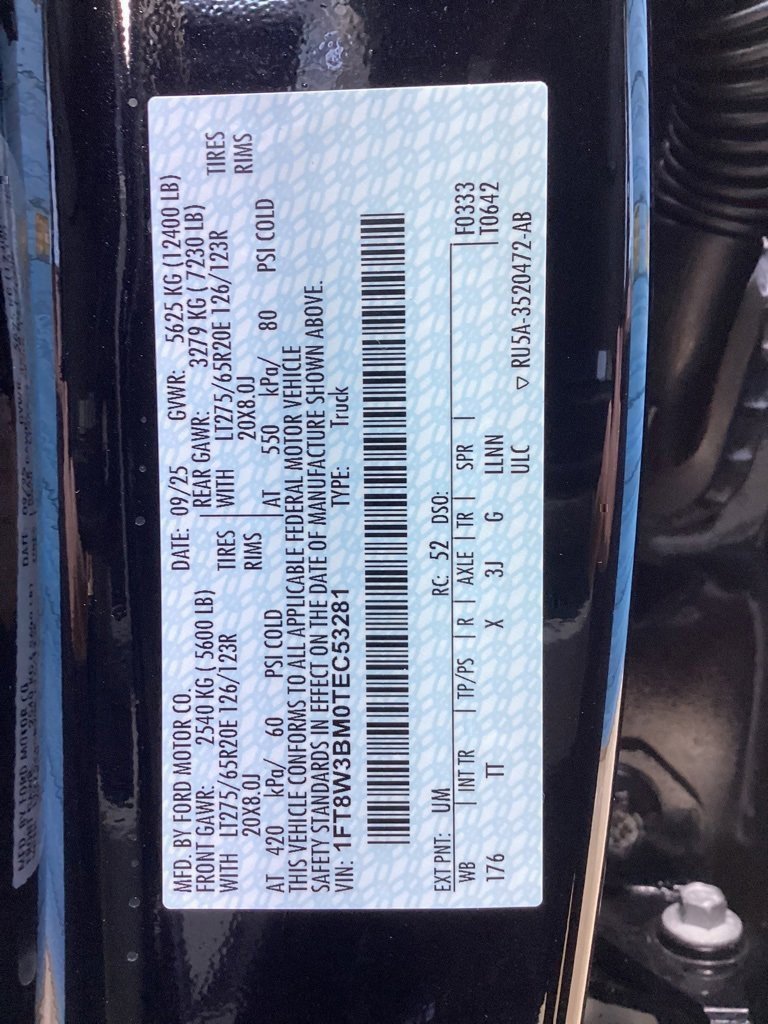 MFD. BY FORD MOTOR CO. DATE: 09/25 GVWR: 5625 KG (12400 LB)
FRONT GAWR: 2540 KG ( 5600 LB) REAR GAWR: 3279 KG ( 7230 LB)
WITH LT275/65R20E 126/123R TIRES WITH LT275/65R20E 126/123R TIRES
20X8.0J RIMS 20X8.0J RIMS
AT 420 kPa/ 60 PSI COLD AT 550 kPa/ 80 PSI COLD
THIS VEHICLE CONFORMS TO ALL APPLICABLE FEDERAL MOTOR VEHICLE
SAFETY STANDARDS IN EFFECT ON THE DATE OF MANUFACTURE SHOWN ABOVE.
VIN: 1FT8W3BM0TEC53281 TYPE: Truck
EXT PNT: UM RC: 52 DSO: F0333
WB INT TR TP/PS R AXLE TR SPR T0642
176 TT X 3J G LLNN
ULC ▽ RU5A-3520472-AB